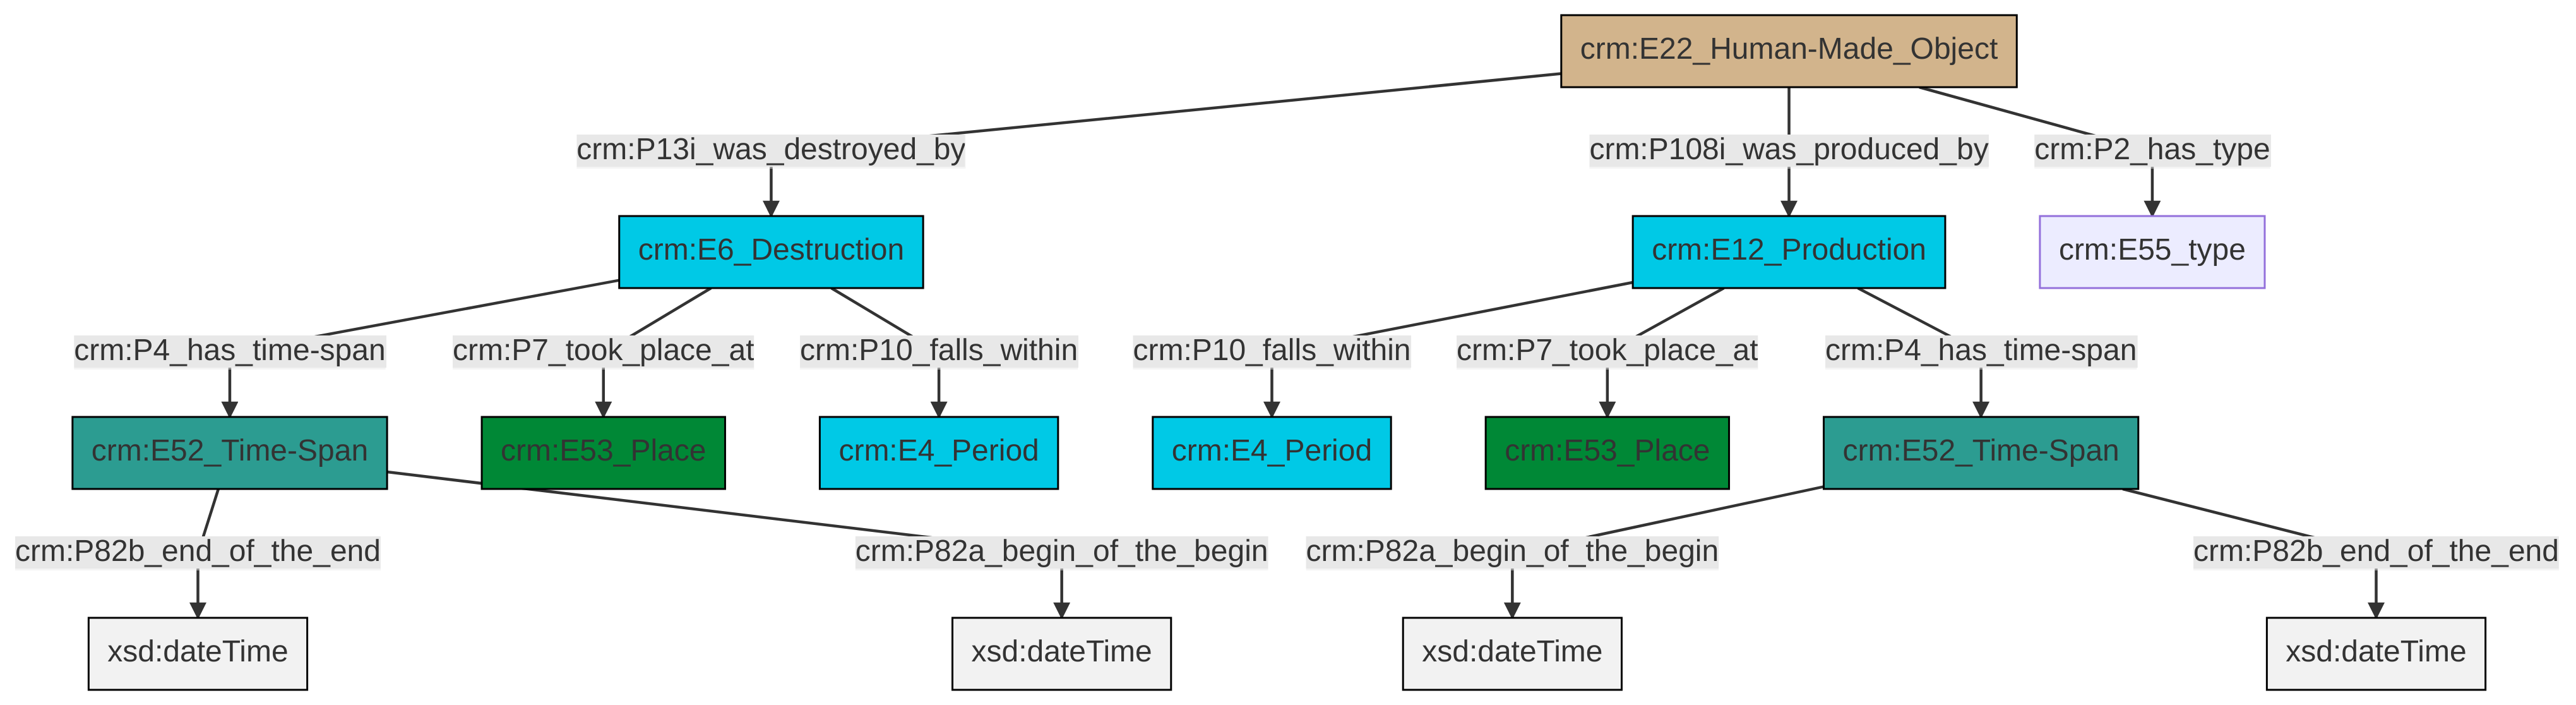 crm:E22_Human-Made_Object
crm:P13i_was_destroyed_by
crm:P108i_was_produced_by
crm:P2_has_type
crm:E6_Destruction
crm:E12_Production
crm:E55_type
crm:P4_has_time-span
crm:P7_took_place_at
crm:P10_falls_within
crm:P10_falls_within
crm:P7_took_place_at
crm:P4_has_time-span
crm:E52_Time-Span
crm:E53_Place
crm:E4_Period
crm:E4_Period
crm:E53_Place
crm:E52_Time-Span
crm:P82b_end_of_the_end
crm:P82a_begin_of_the_begin
crm:P82a_begin_of_the_begin
crm:P82b_end_of_the_end
xsd:dateTime
xsd:dateTime
xsd:dateTime
xsd:dateTime